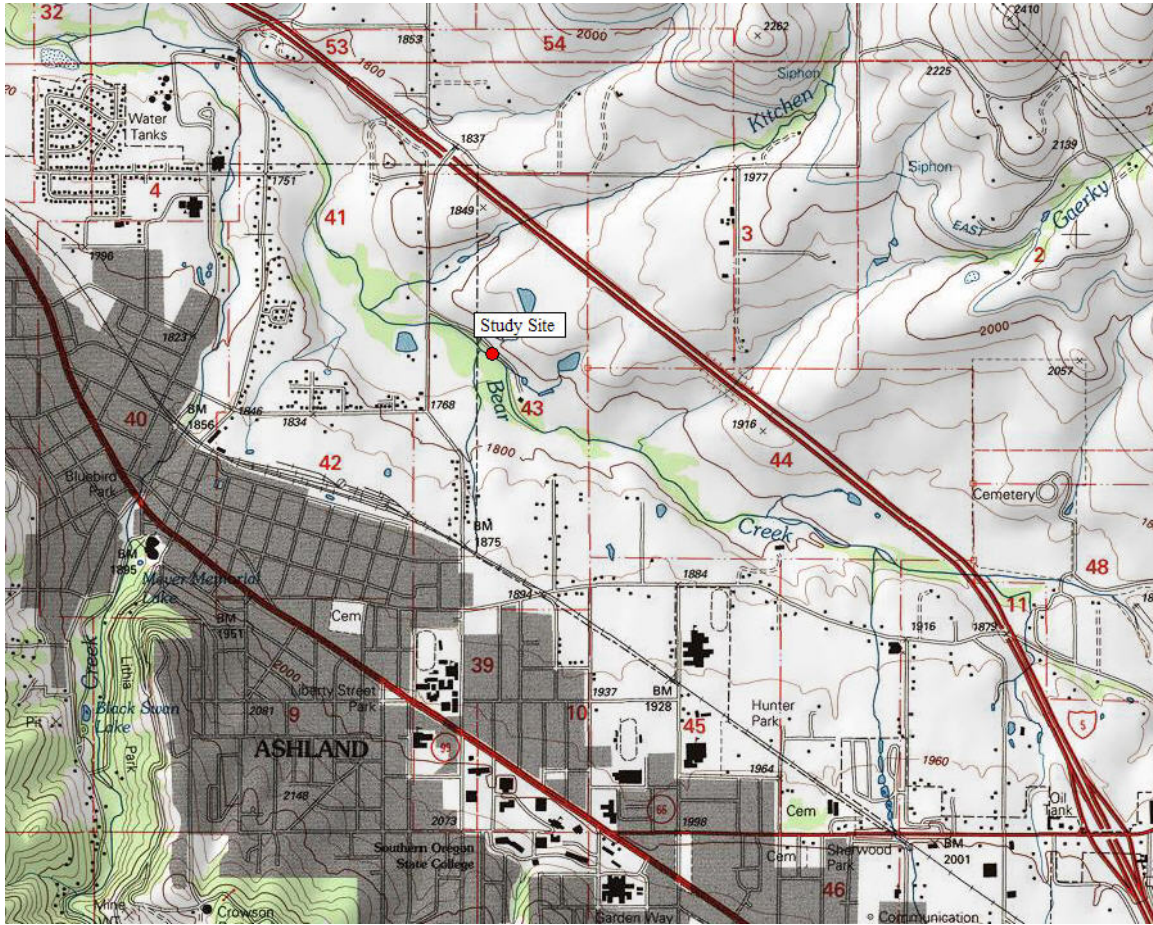 32
53
1853
54
2000
2262
2410
1800
Siphon
2225
Kitchen
Water
Tanks
1837
2139
Siphon
1751
1977
4
41
1849
3
EAST
Gaerky
2
1796
Study Site
1823
2000
2057
Bear
43
40
BM
1856
1846
1834
1768
1916
44
42
1800
Bluebird
Park
Cemetery
BM
1875
Creek
BM
1895
Meyer Memorial
Lake
1884
48
1894
11
BM
1951
Cem
1916
1879
Creek
Lithia
Park
39
2000
Liberty Street
Park
1937
BM
1928
Pit
Black Swan
Lake
2081
9
10
45
Hunter
Park
5
ASHLAND
99
1964
1960
2148
66
Cem
Oil
Tank
2073
1998
Southern Oregon
State College
Cem
Sherwood
Park
BM
2001
46
Mine
Crowson
Garden Way
Communication